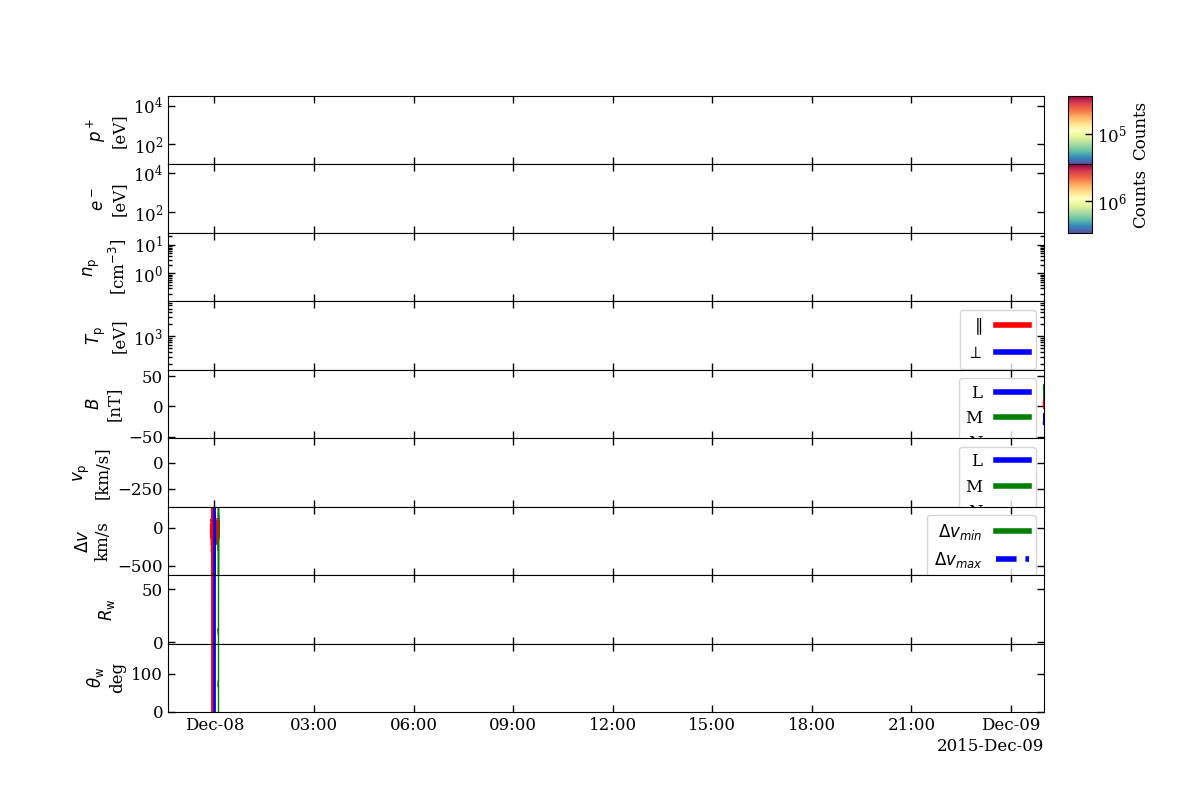 p+
[eV]
10^4
10^2
Counts
10^5
e−
[eV]
10^4
10^2
Counts
10^6
n_p
[cm^−3]
10^1
10^0
T_p
[eV]
10^3
∥
⊥
B
[nT]
50
0
−50
L
M
v_p
[km/s]
0
−250
L
M
Δv
km/s
0
−500
Δv_min
Δv_max
R_w
50
0
θ_w
deg
100
0
Dec-08 03:00 06:00 09:00 12:00 15:00 18:00 21:00 Dec-09
2015-Dec-09